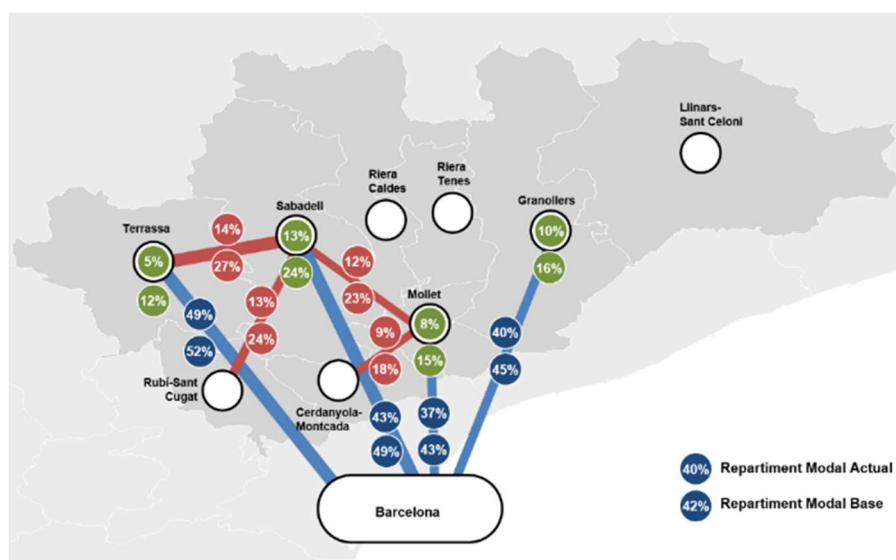 Llinars-
Sant Celoni
Riera
Caldes
Riera
Tenes
Sabadell
Granollers
Terrassa
14%
13%
10%
5%
27%
24%
12%
16%
12%
13%
23%
Mollet
49%
9%
8%
40%
52%
24%
18%
15%
45%
Rubí-Sant
Cugat
Cerdanyola-
Montcada
43%
37%
49%
43%
Barcelona
40% Repartiment Modal Actual
42% Repartiment Modal Base